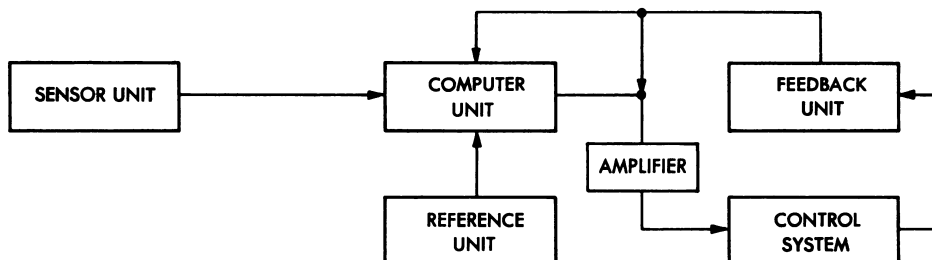 SENSOR UNIT
COMPUTER
UNIT
FEEDBACK
UNIT
AMPLIFIER
REFERENCE
UNIT
CONTROL
SYSTEM